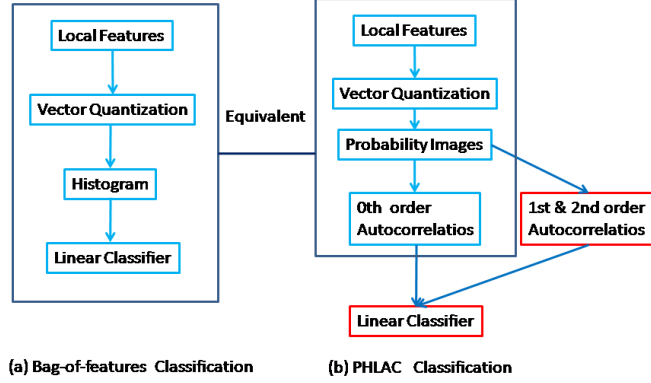 Local Features
Vector Quantization
Histogram
Linear Classifier
Equivalent
Local Features
Vector Quantization
Probability Images
0th order
Autocorrelatios
1st & 2nd order
Autocorrelatios
Linear Classifier
(a) Bag-of-features Classification
(b) PHLAC Classification